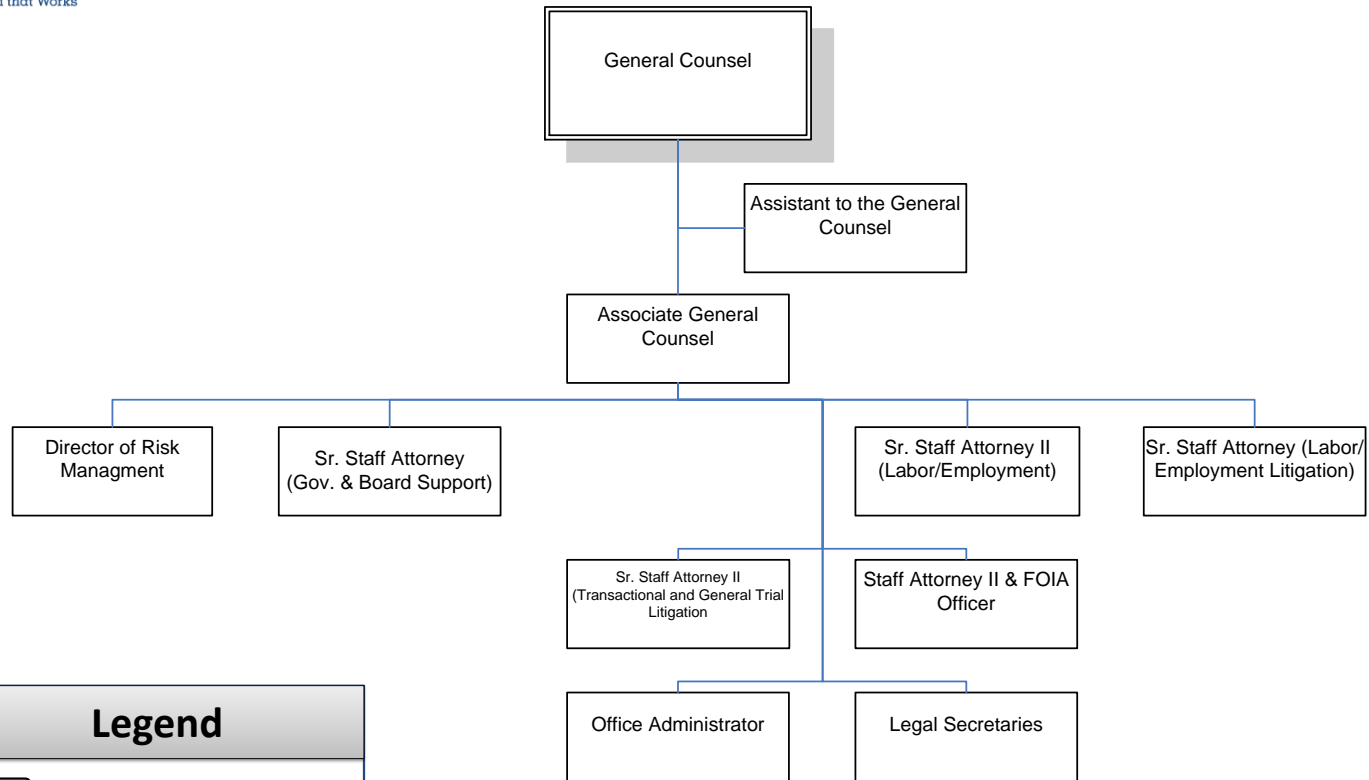 that Works
General Counsel
Assistant to the General
Counsel
Associate General
Counsel
Director of Risk
Managment
Sr. Staff Attorney
(Gov. & Board Support)
Sr. Staff Attorney II
(Labor/Employment)
Sr. Staff Attorney (Labor/
Employment Litigation)
Sr. Staff Attorney II
(Transactional and General Trial
Litigation
Staff Attorney II & FOIA
Officer
Office Administrator
Legal Secretaries
Legend